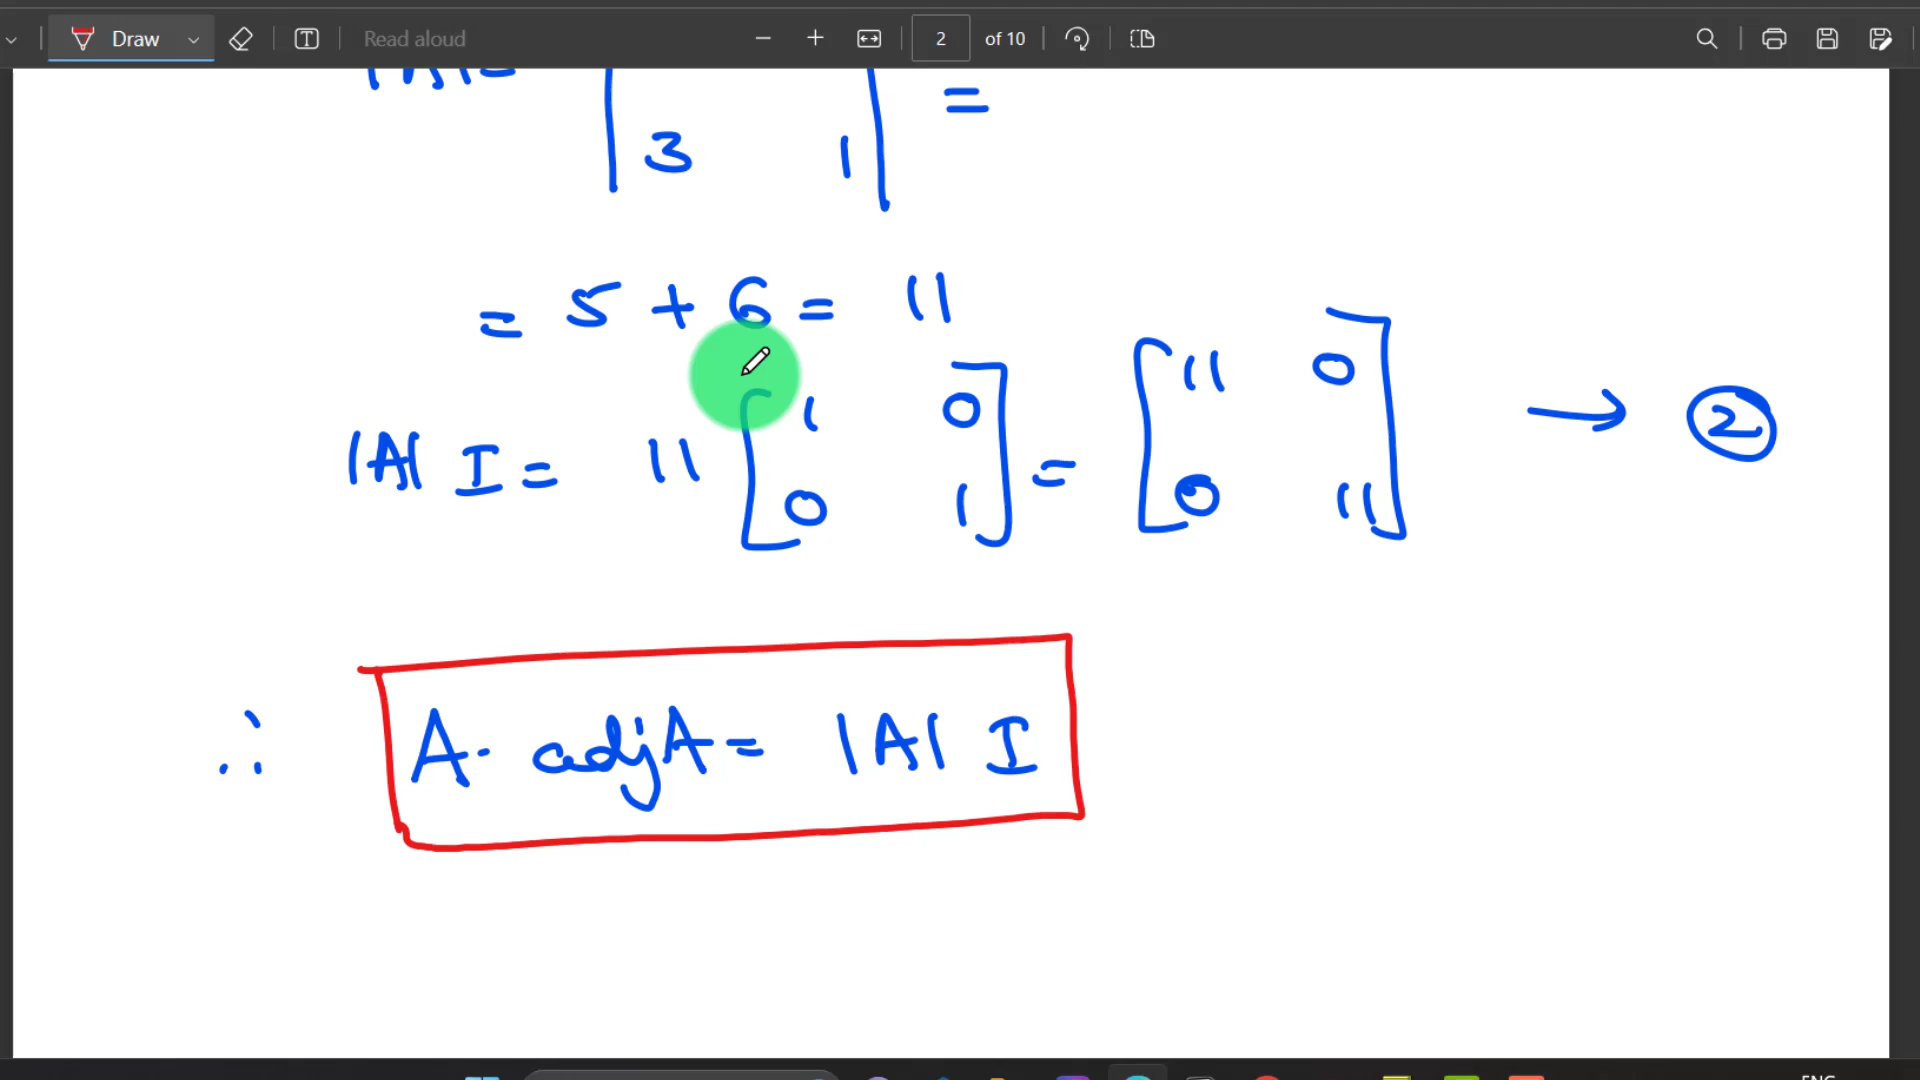 Draw Read aloud 2 of 10
|A| =
3 1 =
= 5 + 6 = 11
|A| I = 11 [ 1 0 = [ 11 0 ] → ②
0 1 ] 0 11
∴ A. adjA = |A| I
ENG